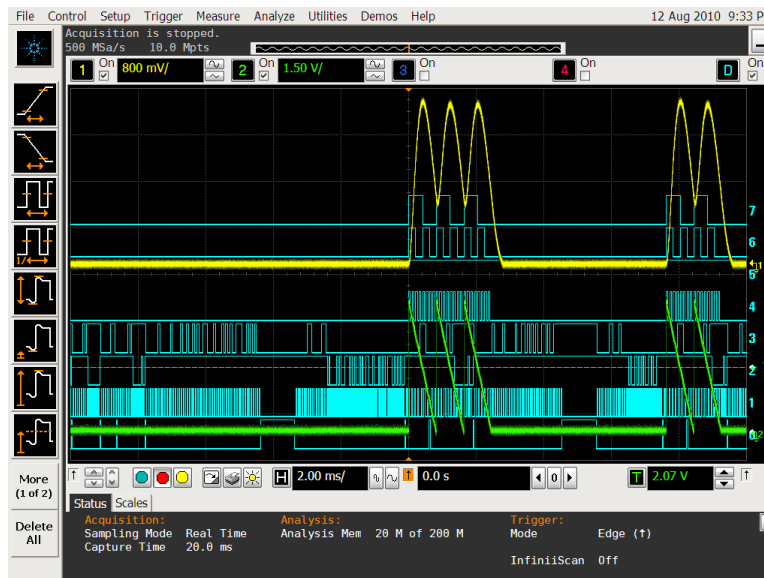 File Control Setup Trigger Measure Analyze Utilities Demos Help 12 Aug 2010 9:33 P
Acquisition is stopped.
500 MSa/s 10.0 Mpts
1 On 800 mV/ 2 On 1.50 V/ 3 On 4 On D On
7
6
5
4
3
2
1
0
More
(1 of 2)
Delete
All
H 2.00 ms/ T 0.0 s 0 T 2.07 V
Status Scales
Acquisition: Analysis: Trigger:
Sampling Mode Real Time Analysis Mem 20 M of 200 M Mode Edge (↑)
Capture Time 20.0 ms
InfiniiScan Off